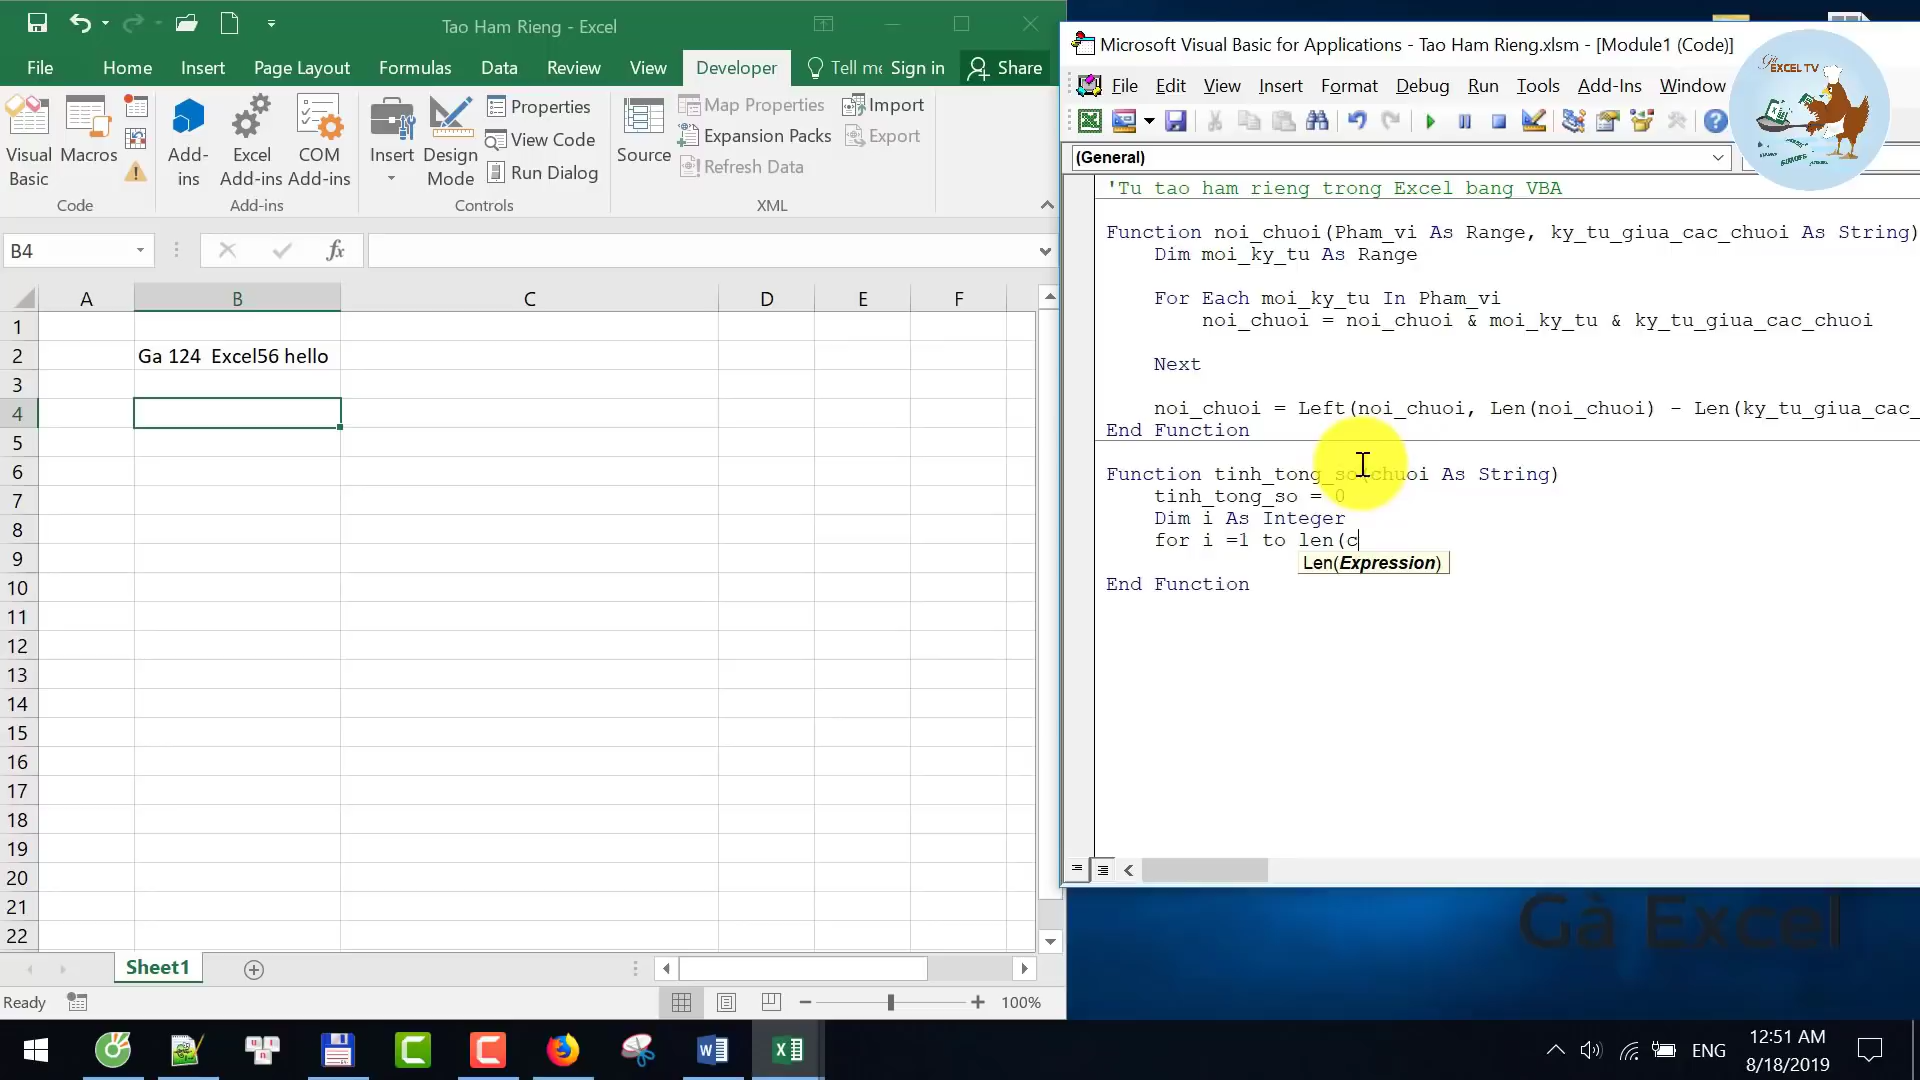 Tao Ham Rieng - Excel
File Home Insert Page Layout Formulas Data Review View Developer Tell me Sign in Share
Visual Basic
Macros
Code
Add-ins
Excel Add-ins
COM Add-ins
Add-ins
Insert
Design Mode
Properties
View Code
Run Dialog
Controls
Source
Map Properties
Expansion Packs
Refresh Data
Import
Export
XML
B4
fx
A B C D E F
1
2 Ga 124  Excel56 hello
3
4
5
6
7
8
9
10
11
12
13
14
15
16
17
18
19
20
21
22
Sheet1
Ready
100%
Microsoft Visual Basic for Applications - Tao Ham Rieng.xlsm - [Module1 (Code)]
File Edit View Insert Format Debug Run Tools Add-Ins Window
EXCEL TV
(General)
'Tu tao ham rieng trong Excel bang VBA
Function noi_chuoi(Pham_vi As Range, ky_tu_giua_cac_chuoi As String)
Dim moi_ky_tu As Range
For Each moi_ky_tu In Pham_vi
noi_chuoi = noi_chuoi & moi_ky_tu & ky_tu_giua_cac_chuoi
Next
noi_chuoi = Left(noi_chuoi, Len(noi_chuoi) - Len(ky_tu_giua_cac_
End Function
Function tinh_tong_so(chuoi As String)
tinh_tong_so = 0
Dim i As Integer
for i =1 to len(c
Len(Expression)
End Function
Gà Excel
ENG
12:51 AM
8/18/2019